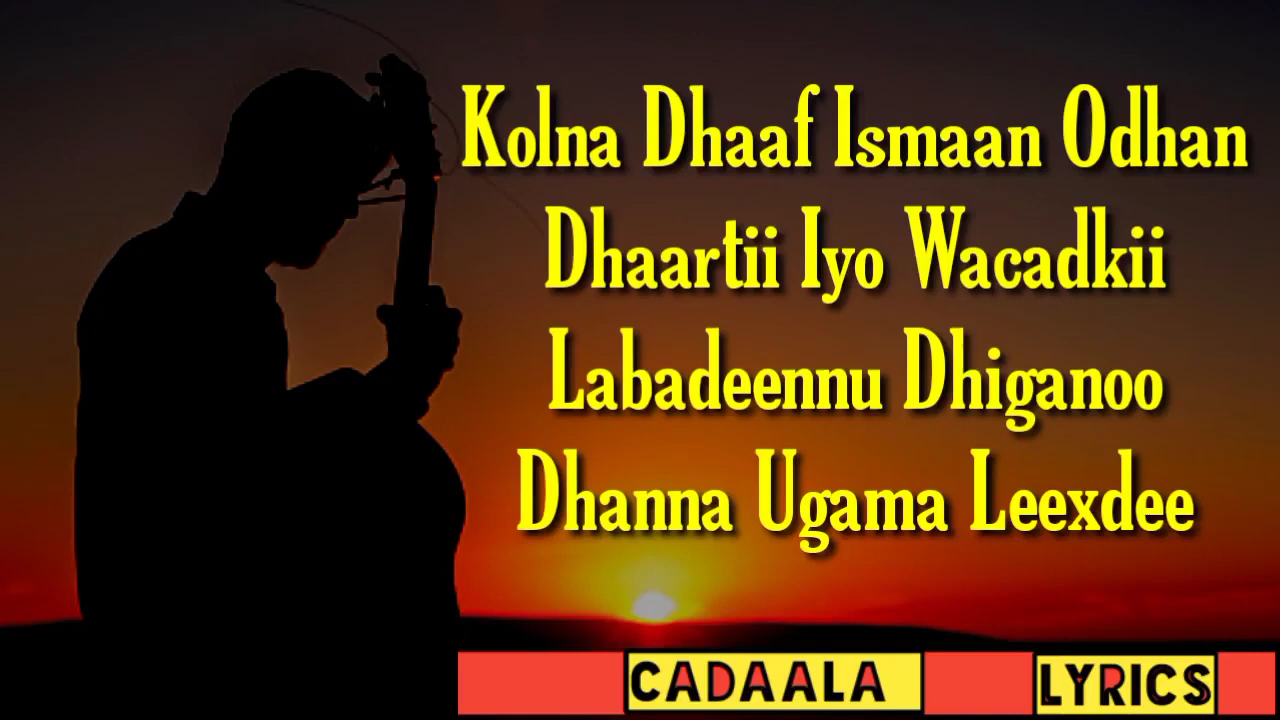 Kolna Dhaaf Ismaan Odhan
Dhaartii Iyo Wacadkii
Labadeennu Dhiganoo
Dhanna Ugama Leexdee
CADAALA LYRICS